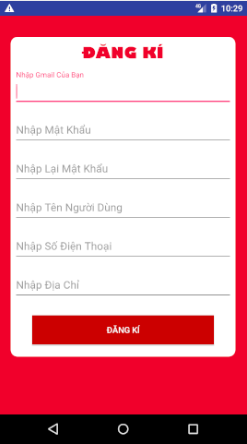 10:29
ĐĂNG KÍ
Nhập Gmail Của Bạn
Nhập Mật Khẩu
Nhập Lại Mật Khẩu
Nhập Tên Người Dùng
Nhập Số Điện Thoại
Nhập Địa Chỉ
ĐĂNG KÍ